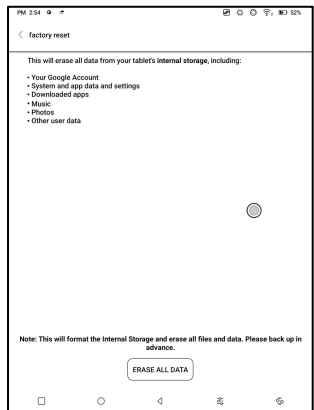 PM 2:54 52%
factory reset
This will erase all data from your tablet's internal storage, including:
• Your Google Account
• System and app data and settings
• Downloaded apps
• Music
• Photos
• Other user data
Note: This will format the Internal Storage and erase all files and data. Please back up in
advance.
ERASE ALL DATA